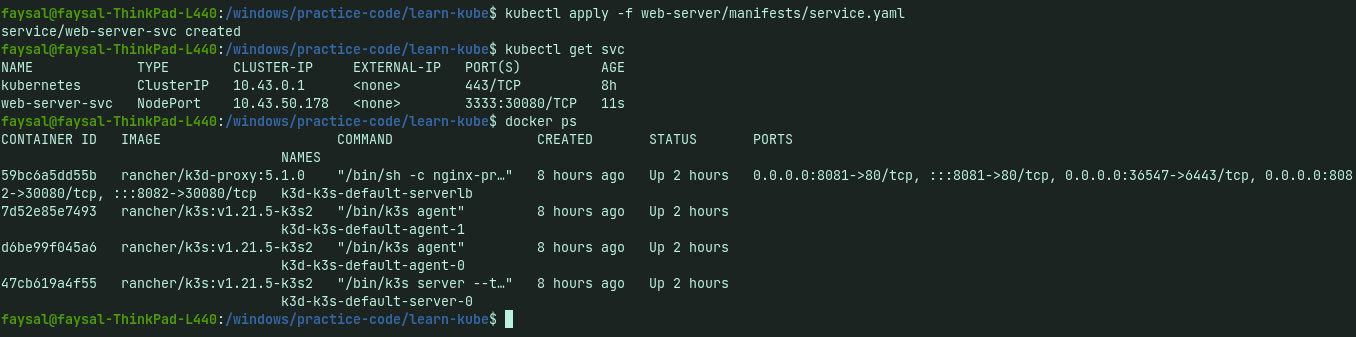 faysal@faysal-ThinkPad-L440:/windows/practice-code/learn-kube$ kubectl apply -f web-server/manifests/service.yaml
service/web-server-svc created
faysal@faysal-ThinkPad-L440:/windows/practice-code/learn-kube$ kubectl get svc
NAME             TYPE        CLUSTER-IP     EXTERNAL-IP   PORT(S)          AGE
kubernetes       ClusterIP   10.43.0.1      <none>        443/TCP          8h
web-server-svc   NodePort    10.43.50.178   <none>        3333:30080/TCP   11s
faysal@faysal-ThinkPad-L440:/windows/practice-code/learn-kube$ docker ps
CONTAINER ID   IMAGE                      COMMAND                  CREATED       STATUS       PORTS
                                   NAMES
59bc6a5dd55b   rancher/k3d-proxy:5.1.0    "/bin/sh -c nginx-pr…"   8 hours ago   Up 2 hours   0.0.0.0:8081->80/tcp, :::8081->80/tcp, 0.0.0.0:36547->6443/tcp, 0.0.0.0:808
2->30080/tcp, :::8082->30080/tcp   k3d-k3s-default-serverlb
7d52e85e7493   rancher/k3s:v1.21.5-k3s2   "/bin/k3s agent"         8 hours ago   Up 2 hours
                                   k3d-k3s-default-agent-1
d6be99f045a6   rancher/k3s:v1.21.5-k3s2   "/bin/k3s agent"         8 hours ago   Up 2 hours
                                   k3d-k3s-default-agent-0
47cb619a4f55   rancher/k3s:v1.21.5-k3s2   "/bin/k3s server --t…"   8 hours ago   Up 2 hours
                                   k3d-k3s-default-server-0
faysal@faysal-ThinkPad-L440:/windows/practice-code/learn-kube$